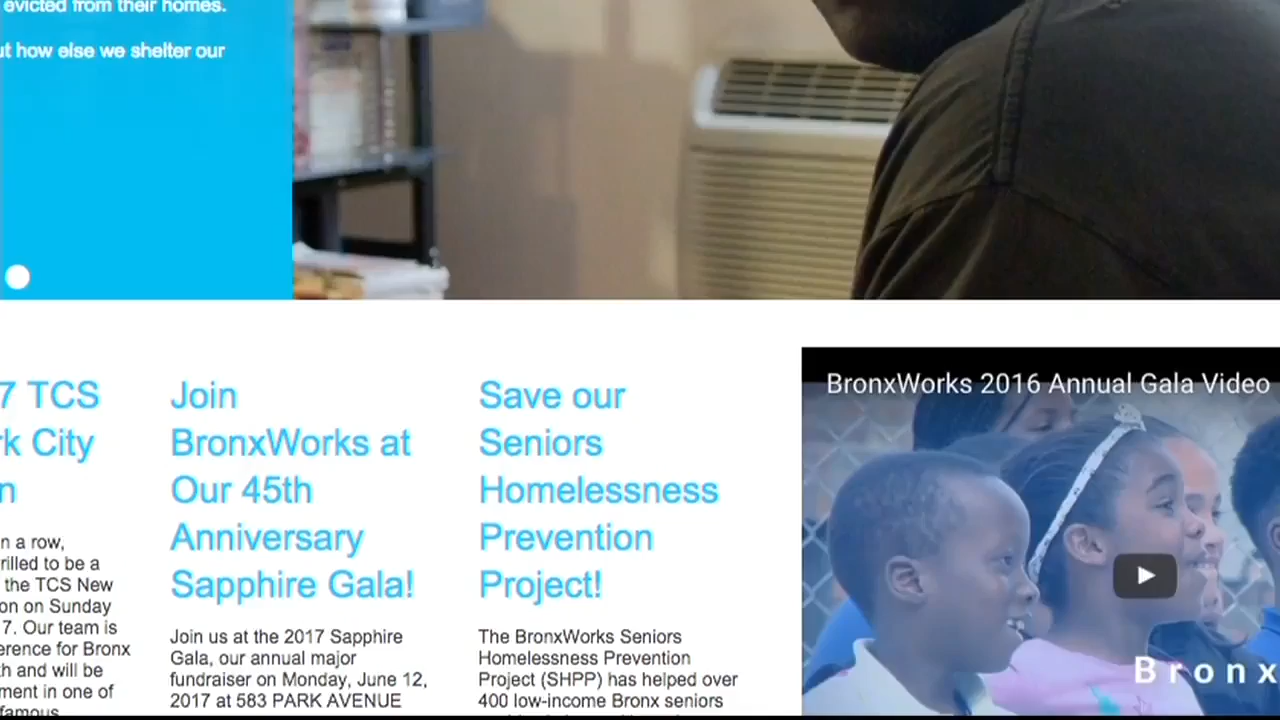 evicted from their homes.
how else we shelter our
7 TCS
City
Join
BronxWorks at
Our 45th
Anniversary
Sapphire Gala!
Save our
Seniors
Homelessness
Prevention
Project!
BronxWorks 2016 Annual Gala Video
n a row,
to be a
the TCS New
on Sunday
7. Our team is
for Bronx
and will be
in one of
Join us at the 2017 Sapphire
Gala, our annual major
fundraiser on Monday, June 12,
2017 at 583 PARK AVENUE
The BronxWorks Seniors
Homelessness Prevention
Project (SHPP) has helped over
400 low-income Bronx seniors
Bronx